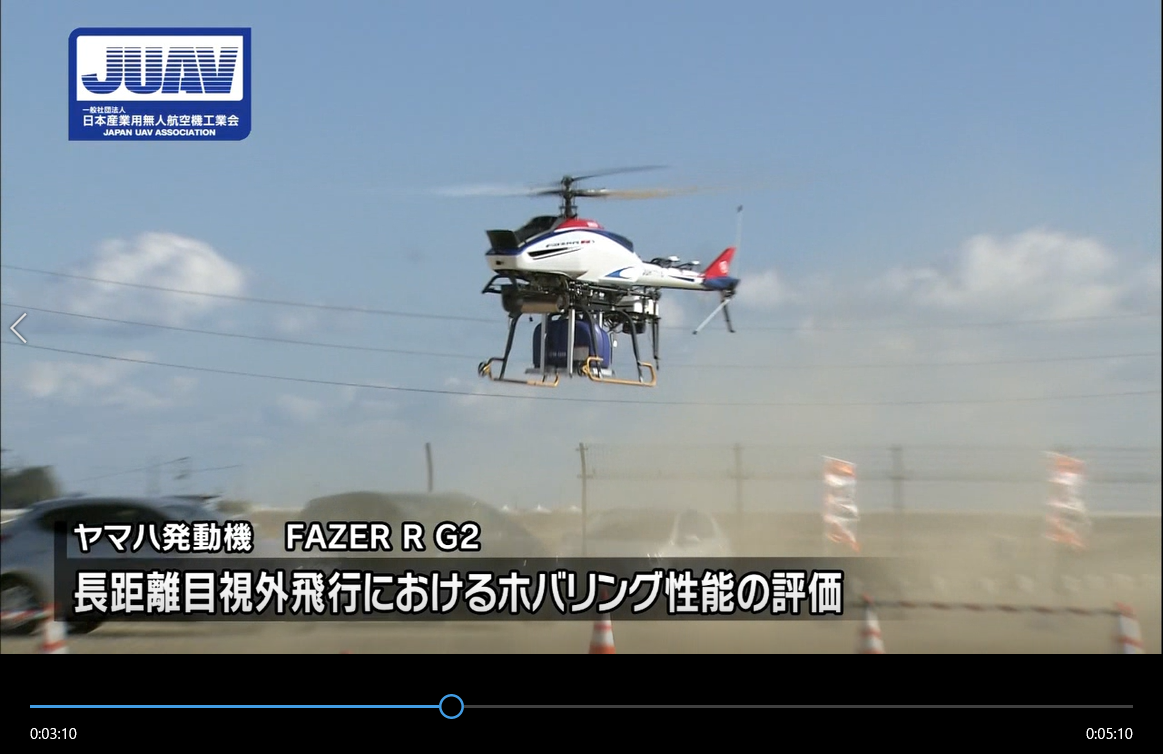 JUAV
一般社団法人
日本産業用無人航空機工業会
JAPAN UAV ASSOCIATION
ヤマハ発動機 FAZER R G2
長距離目視外飛行におけるホバリング性能の評価
0:03:10
0:05:10